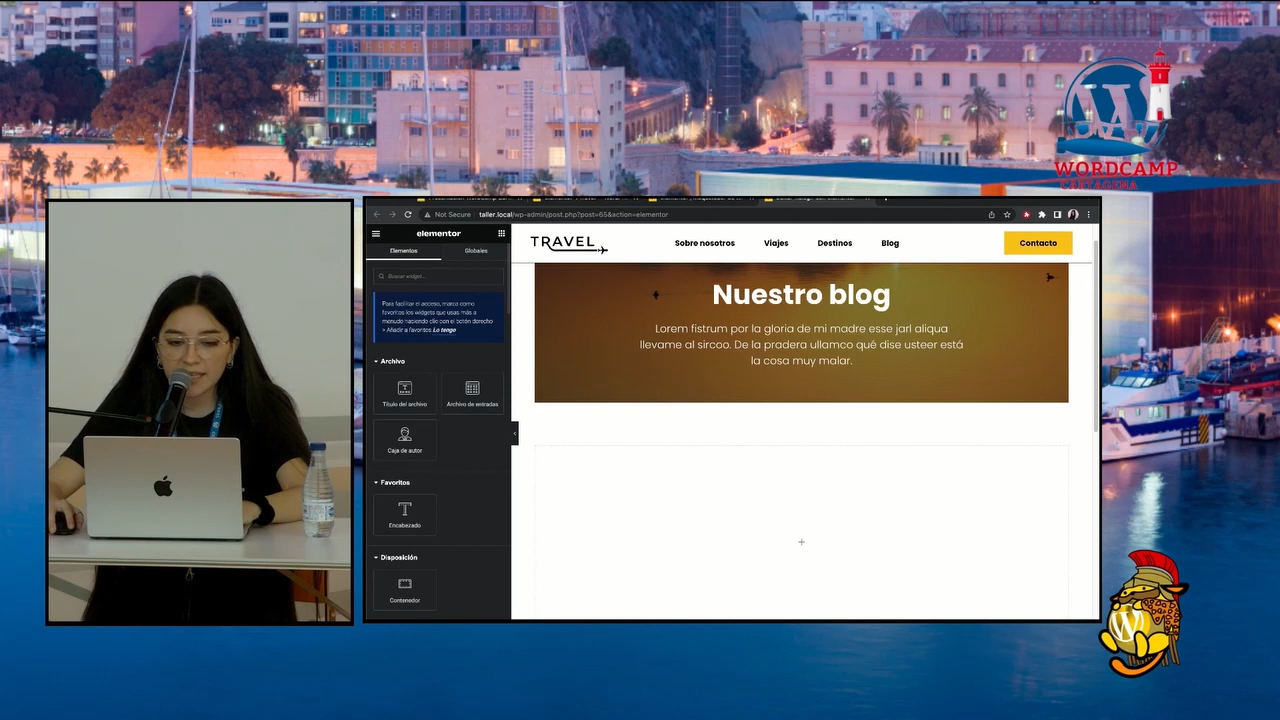 WORDCAMP
CARTAGENA
Not Secure
taller.local/wp-admin/post.php?post=65&action=elementor
elementor
Elementos
Globales
Buscar widget...
Para facilitar el acceso, marca como
favoritos los widgets que usas más a
menudo haciendo clic con el botón derecho
> Añadir a favoritos Lo tengo
Archivo
Título del archivo
Archivo de entradas
Caja de autor
Favoritos
Encabezado
Disposición
Contenedor
TRAVEL
Sobre nosotros
Viajes
Destinos
Blog
Contacto
Nuestro blog
Lorem fistrum por la gloria de mi madre esse jarl aliqua
llevame al sircoo. De la pradera ullamco qué dise usteer está
la cosa muy malar.